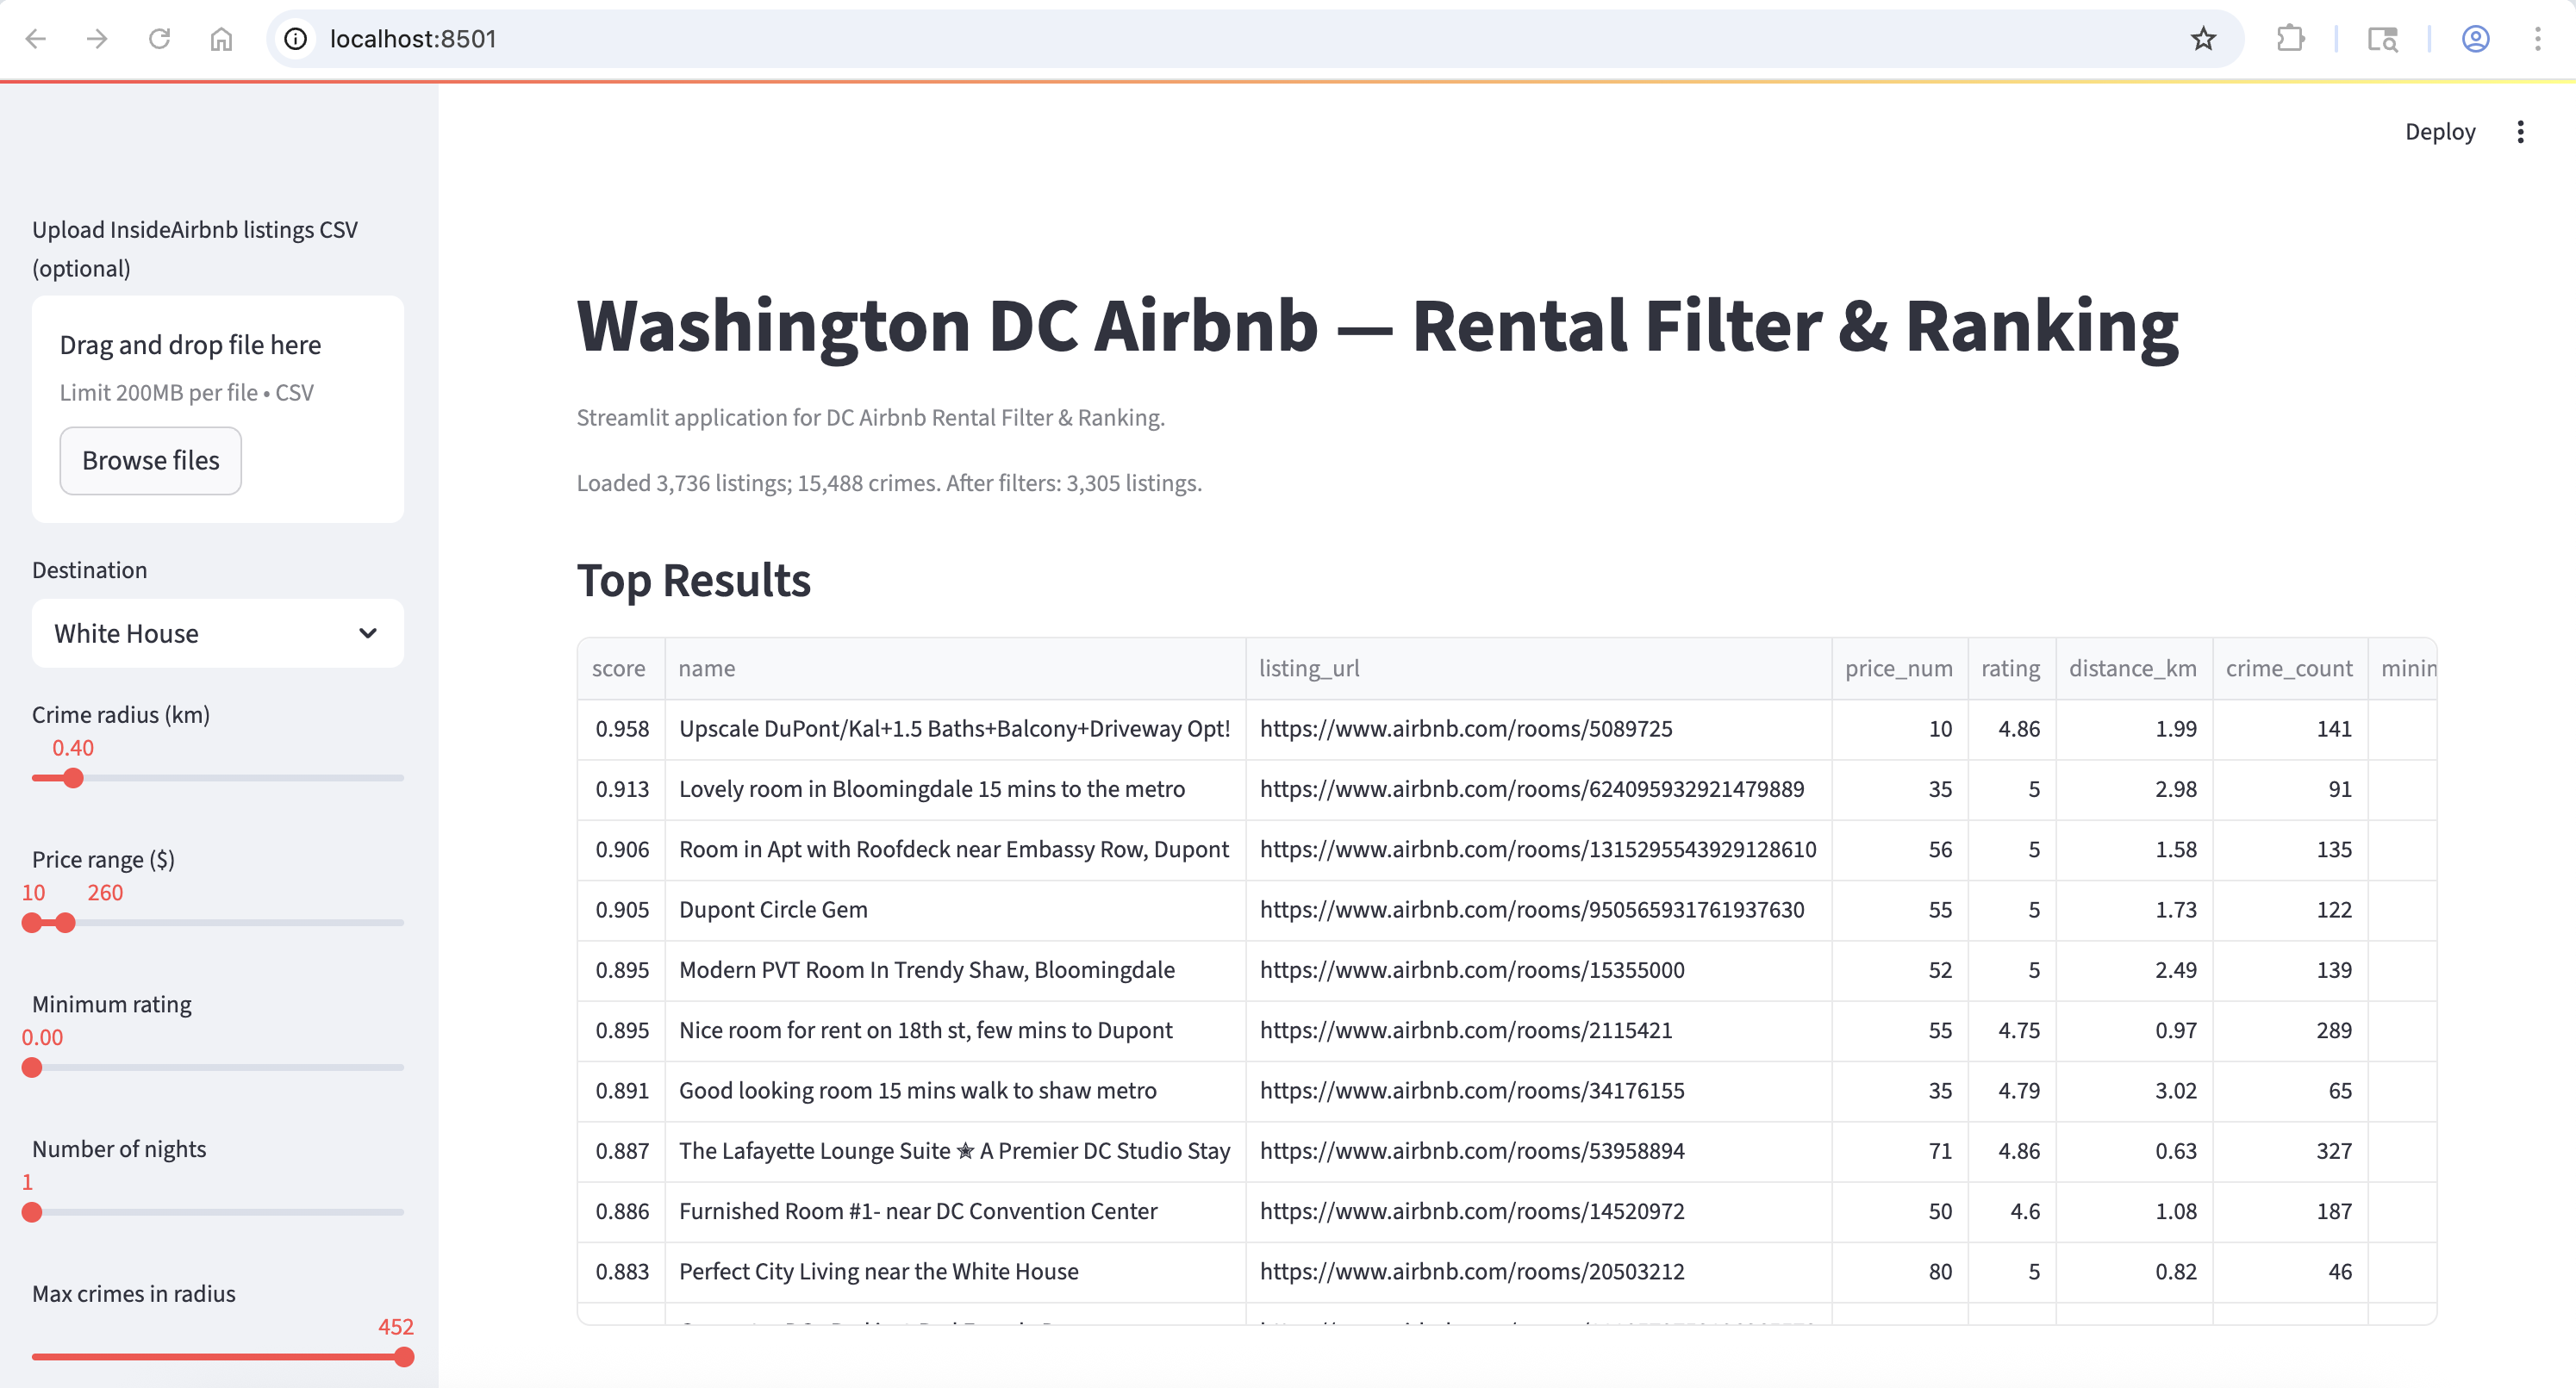 localhost:8501
Deploy
Upload InsideAirbnb listings CSV
(optional)
Drag and drop file here
Limit 200MB per file • CSV
Browse files
Destination
White House
Crime radius (km)
0.40
Price range ($)
10 260
Minimum rating
0.00
Number of nights
1
Max crimes in radius
452
Washington DC Airbnb — Rental Filter & Ranking
Streamlit application for DC Airbnb Rental Filter & Ranking.
Loaded 3,736 listings; 15,488 crimes. After filters: 3,305 listings.
Top Results
score name listing_url price_num rating distance_km crime_count
0.958 Upscale DuPont/Kal+1.5 Baths+Balcony+Driveway Opt! https://www.airbnb.com/rooms/5089725 10 4.86 1.99 141
0.913 Lovely room in Bloomingdale 15 mins to the metro https://www.airbnb.com/rooms/624095932921479889 35 5 2.98 91
0.906 Room in Apt with Roofdeck near Embassy Row, Dupont https://www.airbnb.com/rooms/1315295543929128610 56 5 1.58 135
0.905 Dupont Circle Gem https://www.airbnb.com/rooms/950565931761937630 55 5 1.73 122
0.895 Modern PVT Room In Trendy Shaw, Bloomingdale https://www.airbnb.com/rooms/15355000 52 5 2.49 139
0.895 Nice room for rent on 18th st, few mins to Dupont https://www.airbnb.com/rooms/2115421 55 4.75 0.97 289
0.891 Good looking room 15 mins walk to shaw metro https://www.airbnb.com/rooms/34176155 35 4.79 3.02 65
0.887 The Lafayette Lounge Suite ✬ A Premier DC Studio Stay https://www.airbnb.com/rooms/53958894 71 4.86 0.63 327
0.886 Furnished Room #1- near DC Convention Center https://www.airbnb.com/rooms/14520972 50 4.6 1.08 187
0.883 Perfect City Living near the White House https://www.airbnb.com/rooms/20503212 80 5 0.82 46